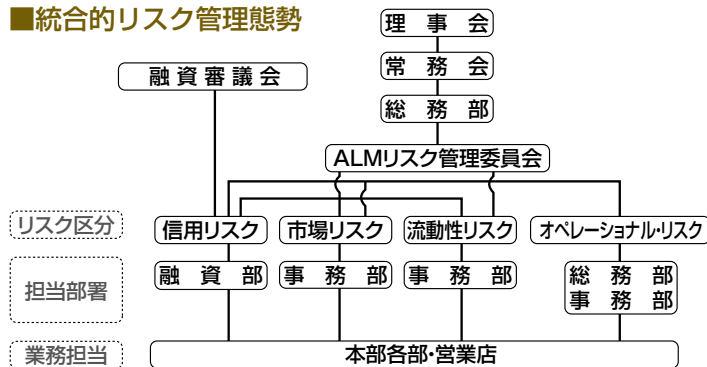 ■統合的リスク管理態勢
理事会
融資審議会
常務会
総務部
ALMリスク管理委員会
リスク区分
信用リスク
市場リスク
流動性リスク
オペレーショナル・リスク
担当部署
融資部
事務部
事務部
総務部
事務部
業務担当
本部各部・営業店